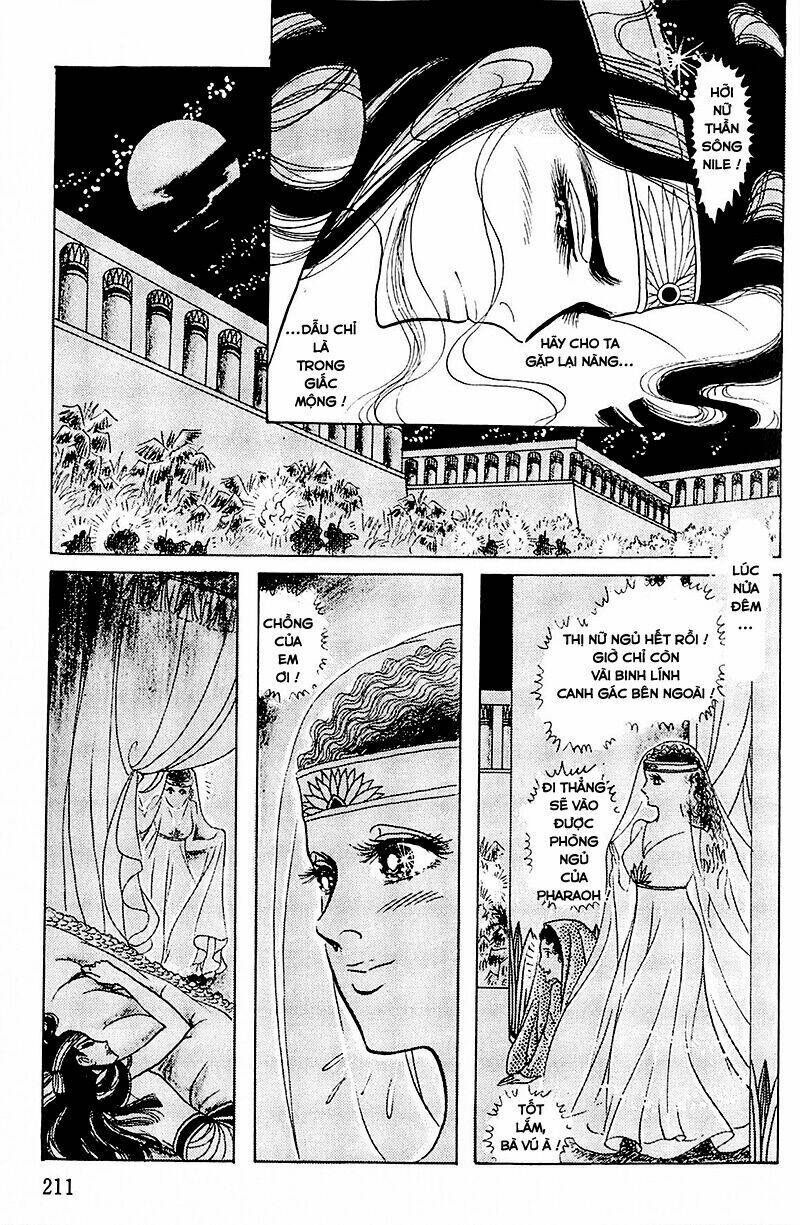 HỠI
NỮ
THẦN
SÔNG
NILE !
HÃY CHO TA
GẶP LẠI NÀNG...
...DẪU CHỈ
LÀ
TRONG
GIẤC
MỘNG !
LÚC
NỬA
ĐÊM
...
THỊ NỮ NGỦ HẾT RỒI !
GIỜ CHỈ CÒN
VÀI BINH LÍNH
CANH GÁC BÊN NGOÀI !
ĐI THẲNG
SẼ VÀO
ĐƯỢC
PHÒNG
NGỦ
CỦA
PHARAOH !
TỐT
LẮM,
BÀ VÚ Ạ !
CHỒNG
CỦA
EM
ƠI !
211